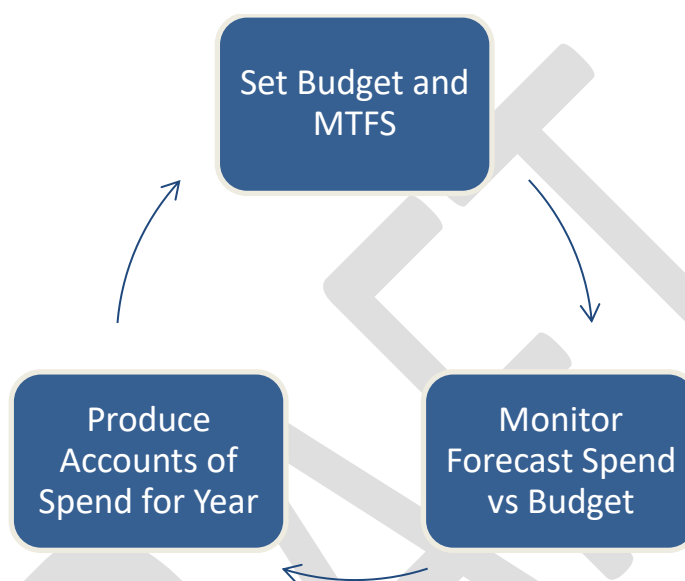 Set Budget and
MTFS
Produce
Accounts of
Spend for Year
Monitor
Forecast Spend
vs Budget